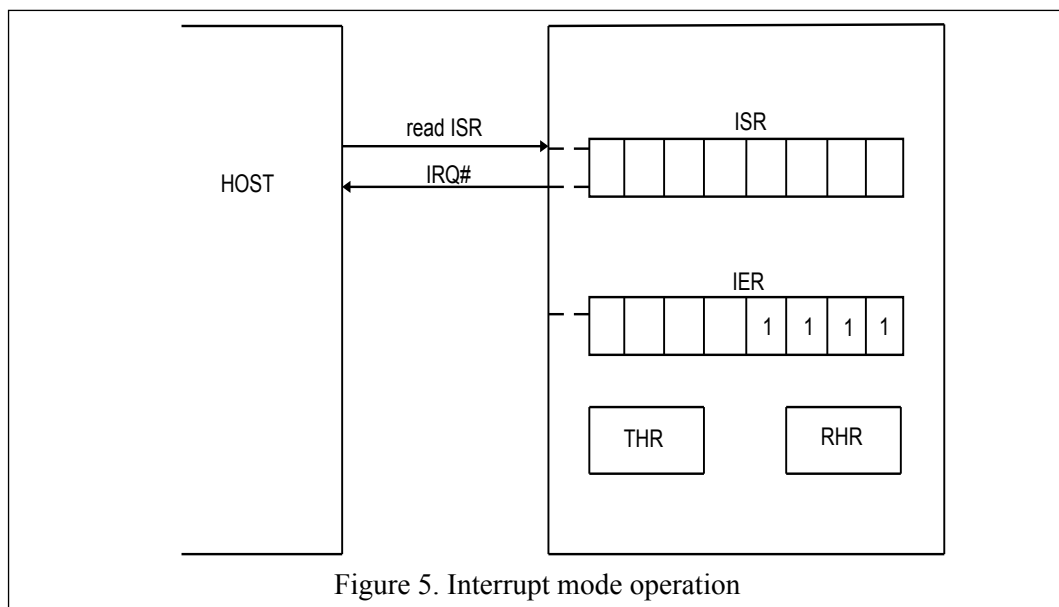 read ISR
ISR
HOST
IRQ#
IER
1 1 1 1
THR
RHR
Figure 5. Interrupt mode operation